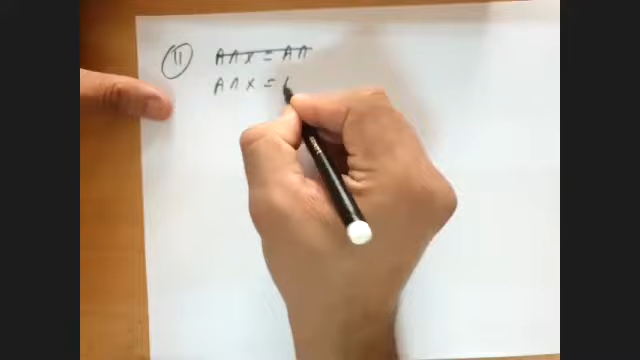 11
A ∩ X = A ∩
A ∩ X =